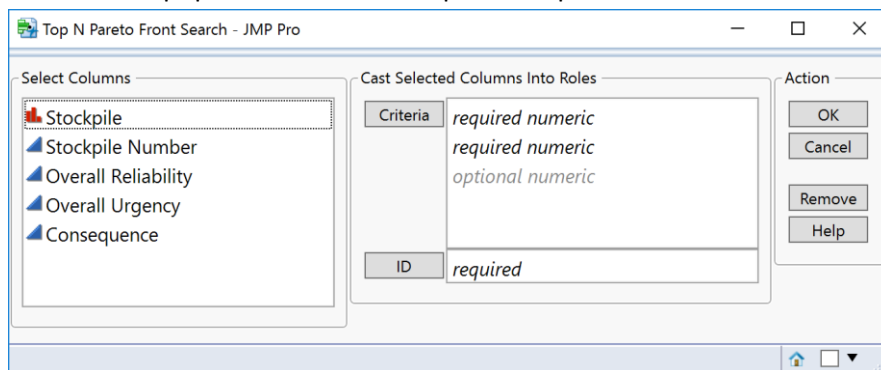 Top N Pareto Front Search - JMP Pro
Select Columns
Stockpile
Stockpile Number
Overall Reliability
Overall Urgency
Consequence
Cast Selected Columns Into Roles
Criteria
required numeric
required numeric
optional numeric
ID
required
Action
OK
Cancel
Remove
Help